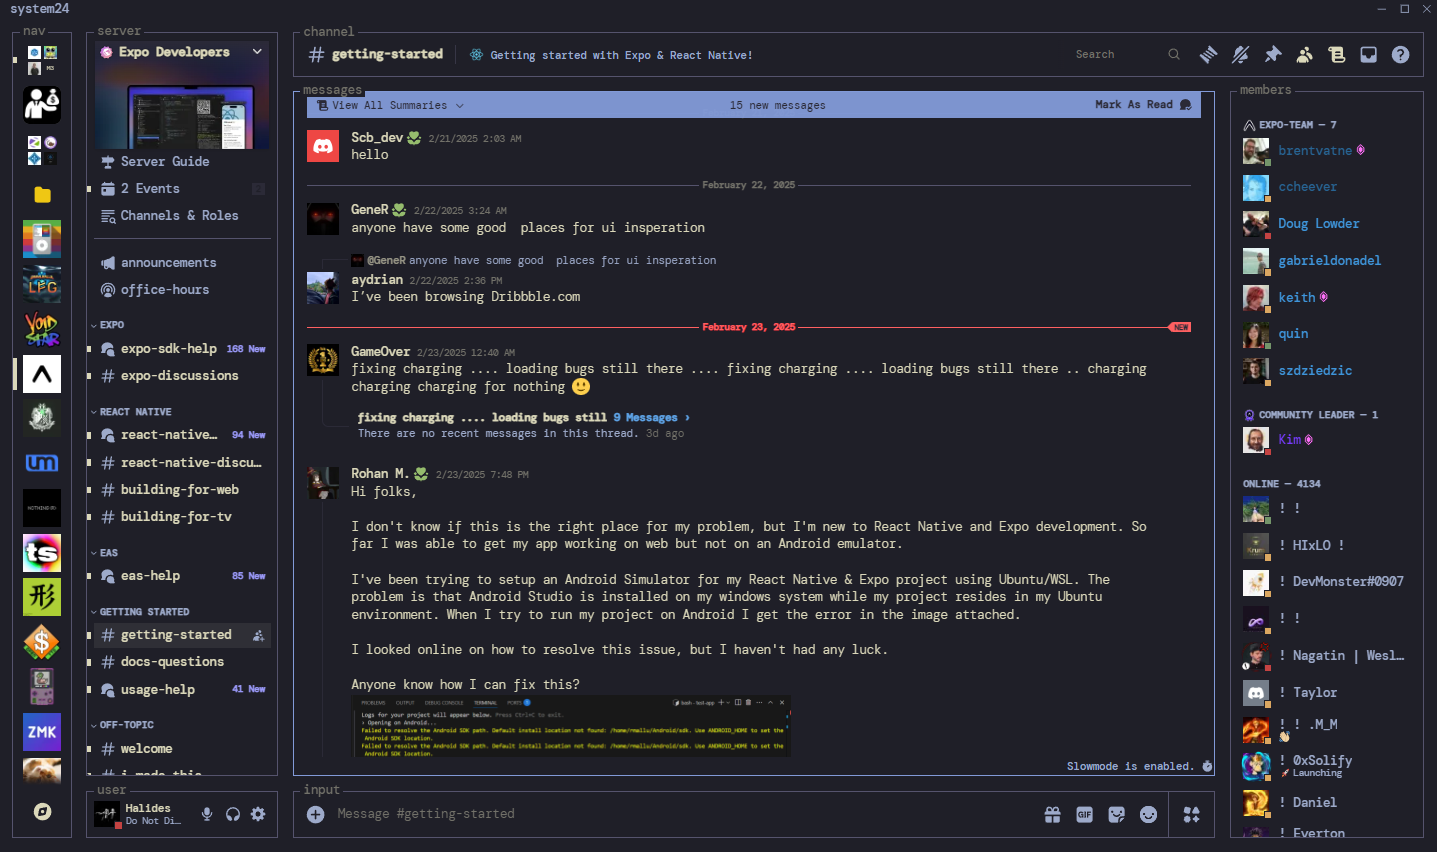 system24
nav
M3
LFG
VOID STAR
um
NOTHING(R)
ts
形
ZMK
server
Expo Developers
Server Guide
2 Events
2
Channels & Roles
announcements
office-hours
EXPO
expo-sdk-help 168 New
expo-discussions
REACT NATIVE
react-native… 94 New
react-native-discu…
building-for-web
building-for-tv
EAS
eas-help 85 New
GETTING STARTED
getting-started
docs-questions
usage-help 41 New
OFF-TOPIC
welcome
i-made-this
user
Halides
Do Not Di…
channel
# getting-started
Getting started with Expo & React Native!
Search
messages
View All Summaries
15 new messages
Mark As Read
Scb_dev 2/21/2025 2:03 AM
hello
February 22, 2025
GeneR 2/22/2025 3:24 AM
anyone have some good  places for ui insperation
@GeneR anyone have some good  places for ui insperation
aydrian 2/22/2025 2:36 PM
I’ve been browsing Dribbble.com
February 23, 2025
NEW
GameOver 2/23/2025 12:40 AM
fixing charging .... loading bugs still there .... fixing charging .... loading bugs still there .. charging
charging charging for nothing 🙂
fixing charging .... loading bugs still 9 Messages ›
There are no recent messages in this thread. 3d ago
Rohan M. 2/23/2025 7:48 PM
Hi folks,
I don't know if this is the right place for my problem, but I'm new to React Native and Expo development. So
far I was able to get my app working on web but not on an Android emulator.
I've been trying to setup an Android Simulator for my React Native & Expo project using Ubuntu/WSL. The
problem is that Android Studio is installed on my windows system while my project resides in my Ubuntu
environment. When I try to run my project on Android I get the error in the image attached.
I looked online on how to resolve this issue, but I haven't had any luck.
Anyone know how I can fix this?
PROBLEMS OUTPUT DEBUG CONSOLE TERMINAL PORTS
bash - test-app
Logs for your project will appear below. Press Ctrl+C to exit.
› Opening on Android...
Failed to resolve the Android SDK path. Default install location not found: /home/rmallu/Android/sdk. Use ANDROID_HOME to set the
Android SDK location.
Failed to resolve the Android SDK path. Default install location not found: /home/rmallu/Android/sdk. Use ANDROID_HOME to set the
Android SDK location.
Slowmode is enabled.
input
Message #getting-started
GIF
members
EXPO-TEAM — 7
brentvatne
ccheever
Doug Lowder
gabrieldonadel
keith
quin
szdziedzic
COMMUNITY LEADER — 1
Kim
ONLINE — 4134
! !
! HIxLO !
! DevMonster#0907
! !
! Nagatin | Wesl…
! Taylor
! ! .M_M
👋
! 0xSolify
🚀 Launching
! Daniel
! Everton